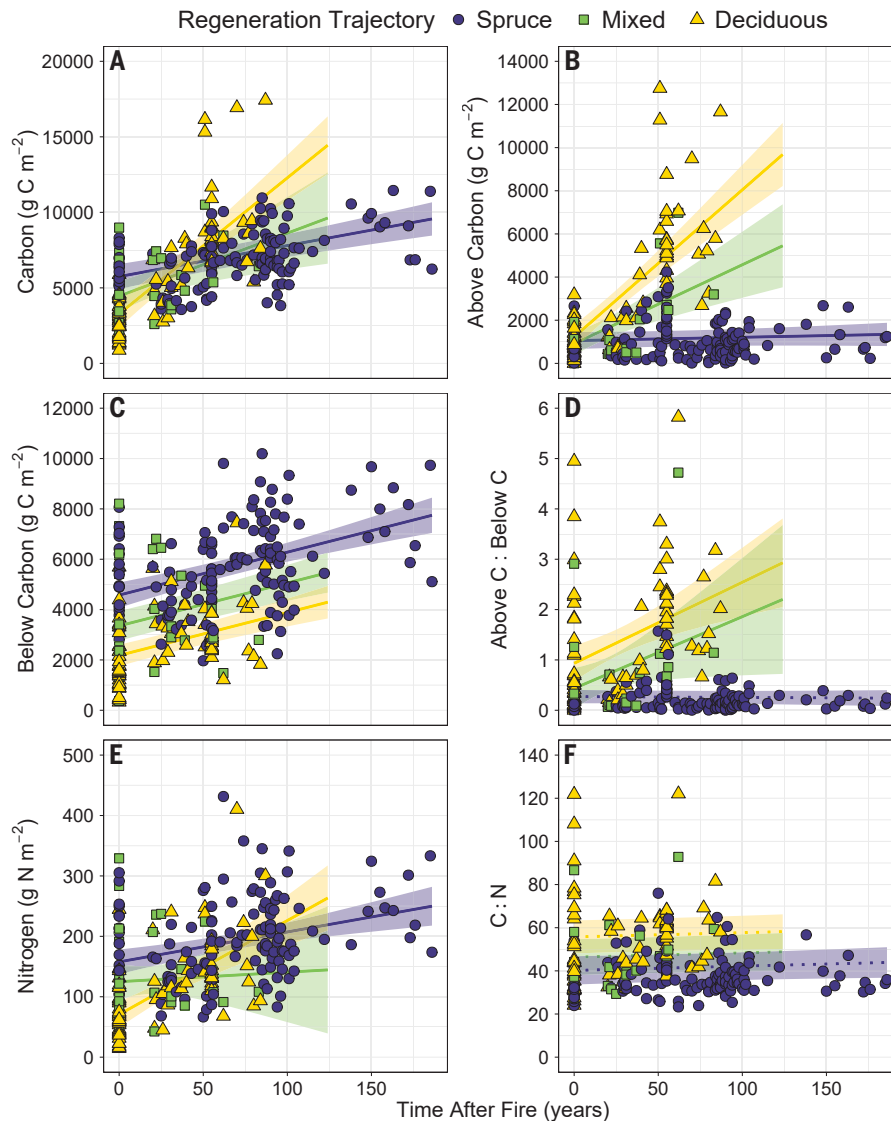 Regeneration Trajectory Spruce Mixed Deciduous
A
Carbon (g C m−2)
20000
15000
10000
5000
0
B
Above Carbon (g C m−2)
14000
12000
10000
8000
6000
4000
2000
0
C
Below Carbon (g C m−2)
12000
10000
8000
6000
4000
2000
0
D
Above C : Below C
6
5
4
3
2
1
0
E
Nitrogen (g N m−2)
500
400
300
200
100
0
0 50 100 150
F
C : N
140
120
100
80
60
40
20
0
0 50 100 150
Time After Fire (years)